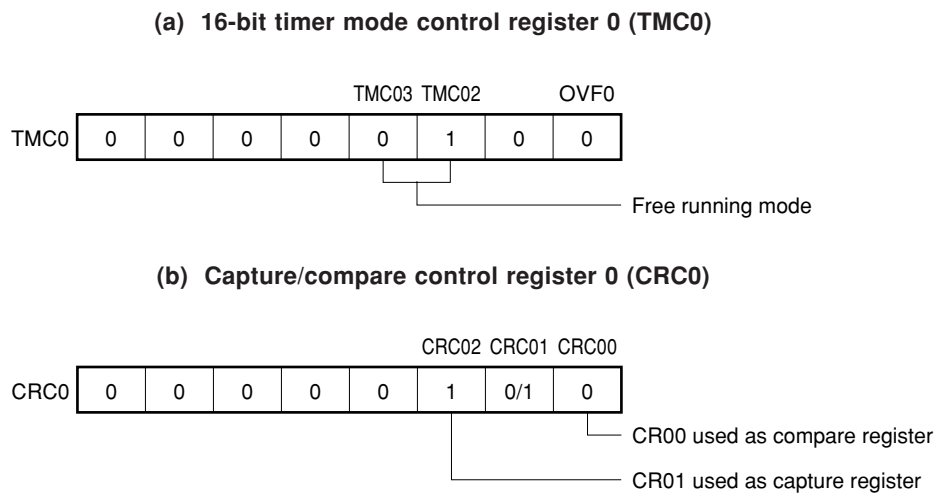 (a) 16-bit timer mode control register 0 (TMC0)
TMC03 TMC02 OVF0
TMC0 0 0 0 0 0 1 0 0
Free running mode
(b) Capture/compare control register 0 (CRC0)
CRC02 CRC01 CRC00
CRC0 0 0 0 0 0 1 0/1 0
CR00 used as compare register
CR01 used as capture register